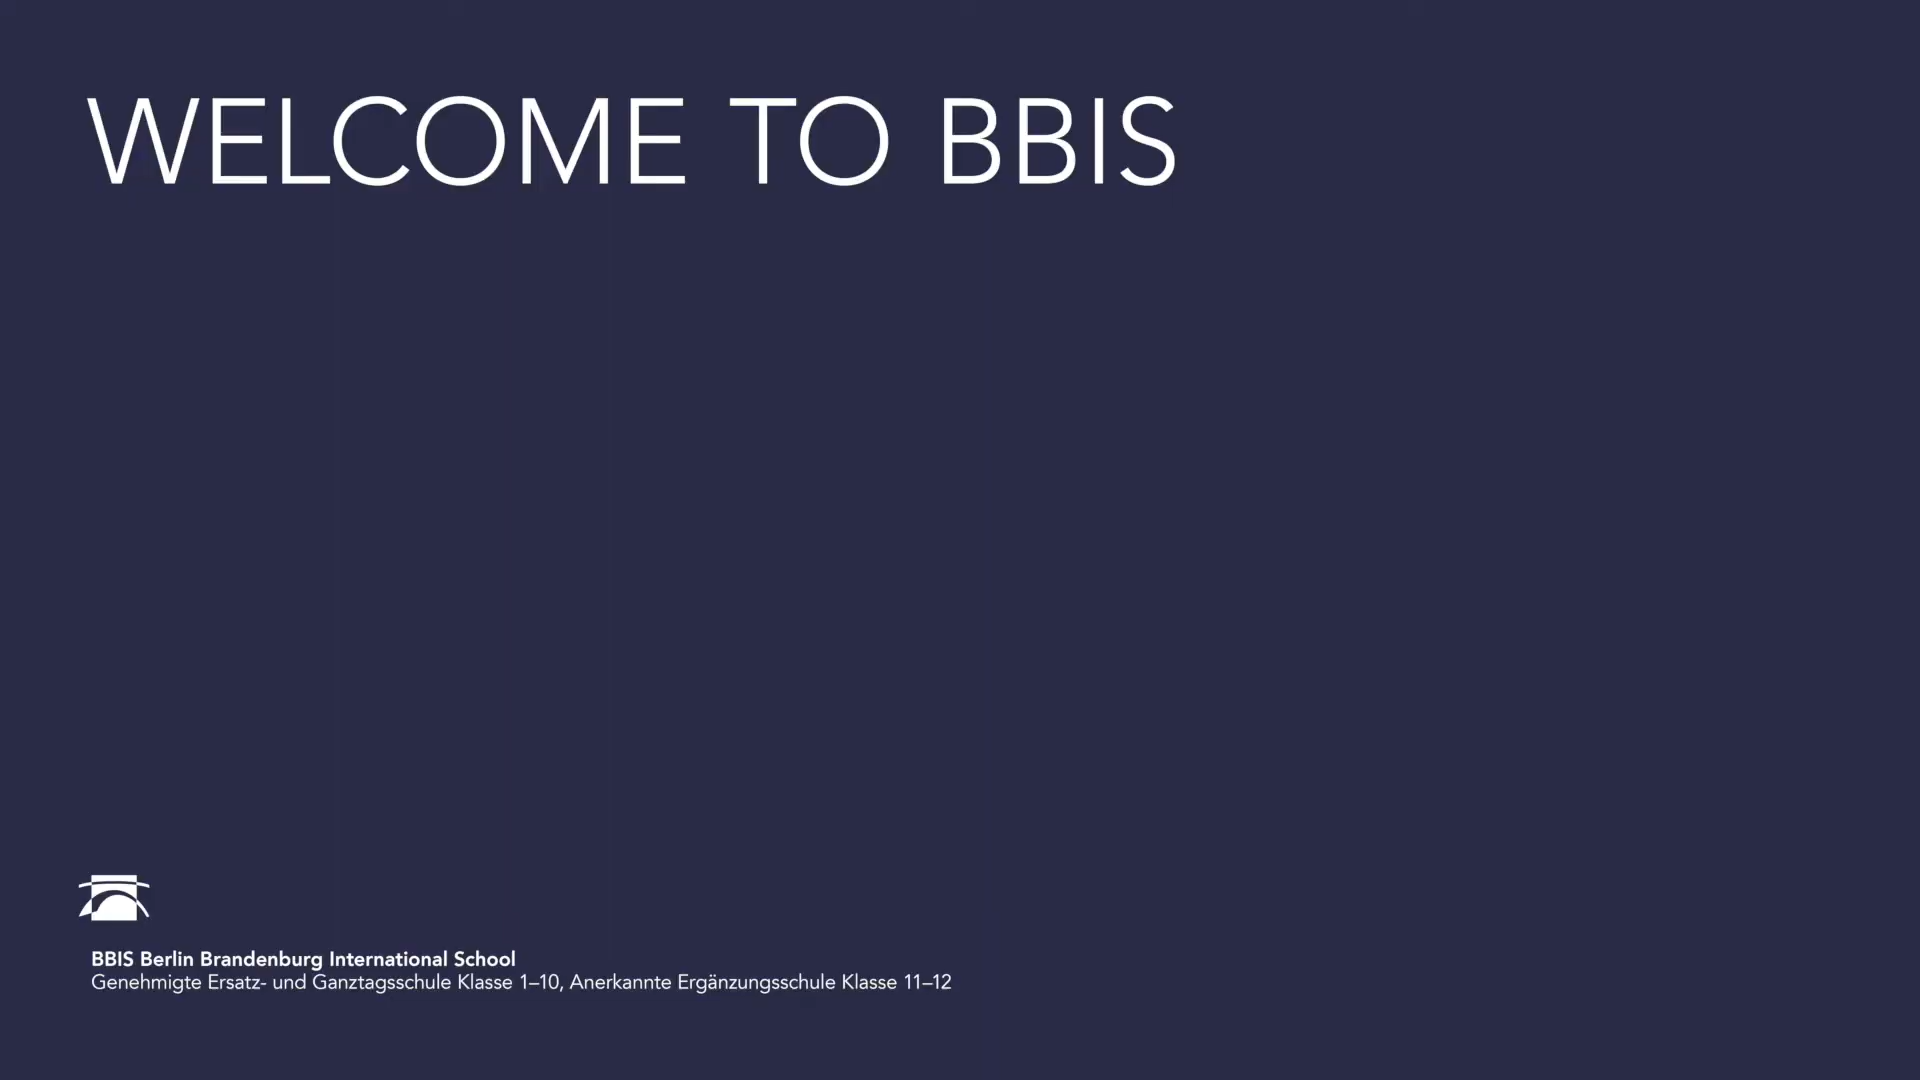 WELCOME TO BBIS
BBIS Berlin Brandenburg International School
Genehmigte Ersatz- und Ganztagsschule Klasse 1–10, Anerkannte Ergänzungsschule Klasse 11–12